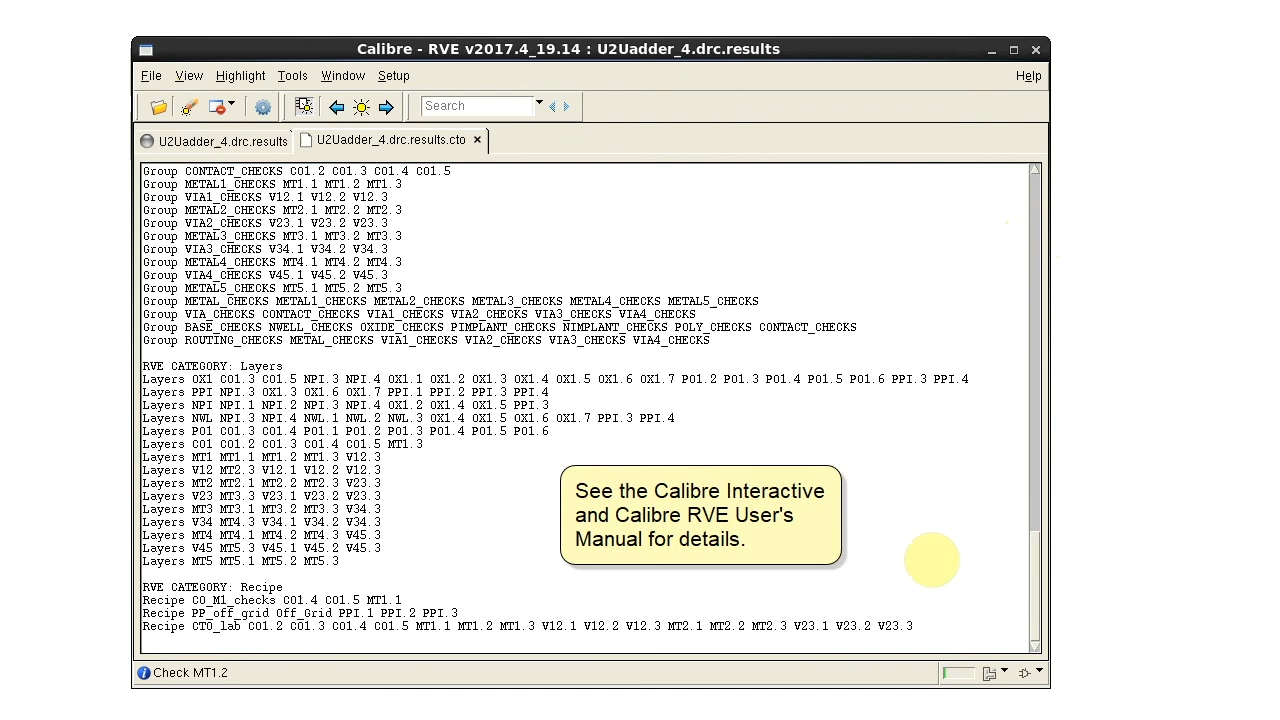 Calibre - RVE v2017.4_19.14 : U2Uadder_4.drc.results
File View Highlight Tools Window Setup Help
Search
U2Uadder_4.drc.results U2Uadder_4.drc.results.cto
Group CONTACT_CHECKS CO1.2 CO1.3 CO1.4 CO1.5
Group METAL1_CHECKS MT1.1 MT1.2 MT1.3
Group VIA1_CHECKS V12.1 V12.2 V12.3
Group METAL2_CHECKS MT2.1 MT2.2 MT2.3
Group VIA2_CHECKS V23.1 V23.2 V23.3
Group METAL3_CHECKS MT3.1 MT3.2 MT3.3
Group VIA3_CHECKS V34.1 V34.2 V34.3
Group METAL4_CHECKS MT4.1 MT4.2 MT4.3
Group VIA4_CHECKS V45.1 V45.2 V45.3
Group METAL5_CHECKS MT5.1 MT5.2 MT5.3
Group METAL_CHECKS METAL1_CHECKS METAL2_CHECKS METAL3_CHECKS METAL4_CHECKS METAL5_CHECKS
Group VIA_CHECKS CONTACT_CHECKS VIA1_CHECKS VIA2_CHECKS VIA3_CHECKS VIA4_CHECKS
Group BASE_CHECKS NWELL_CHECKS OXIDE_CHECKS PIMPLANT_CHECKS NIMPLANT_CHECKS POLY_CHECKS CONTACT_CHECKS
Group ROUTING_CHECKS METAL_CHECKS VIA1_CHECKS VIA2_CHECKS VIA3_CHECKS VIA4_CHECKS
RVE CATEGORY: Layers
Layers OX1 CO1.3 CO1.5 NPI.3 NPI.4 OX1.1 OX1.2 OX1.3 OX1.4 OX1.5 OX1.6 OX1.7 PO1.2 PO1.3 PO1.4 PO1.5 PO1.6 PPI.3 PPI.4
Layers PPI NPI.3 OX1.3 OX1.6 OX1.7 PPI.1 PPI.2 PPI.3 PPI.4
Layers NPI NPI.1 NPI.2 NPI.3 NPI.4 OX1.2 OX1.4 OX1.5 PPI.3
Layers NWL NPI.3 NPI.4 NWL.1 NWL.2 NWL.3 OX1.4 OX1.5 OX1.6 OX1.7 PPI.3 PPI.4
Layers PO1 CO1.3 CO1.4 PO1.1 PO1.2 PO1.3 PO1.4 PO1.5 PO1.6
Layers CO1 CO1.2 CO1.3 CO1.4 CO1.5 MT1.3
Layers MT1 MT1.1 MT1.2 MT1.3 V12.3
Layers V12 MT2.3 V12.1 V12.2 V12.3
Layers MT2 MT2.1 MT2.2 MT2.3 V23.3
Layers V23 MT3.3 V23.1 V23.2 V23.3
Layers MT3 MT3.1 MT3.2 MT3.3 V34.3
Layers V34 MT4.3 V34.1 V34.2 V34.3
Layers MT4 MT4.1 MT4.2 MT4.3 V45.3
Layers V45 MT5.3 V45.1 V45.2 V45.3
Layers MT5 MT5.1 MT5.2 MT5.3
See the Calibre Interactive
and Calibre RVE User's
Manual for details.
RVE CATEGORY: Recipe
Recipe CO_M1_checks CO1.4 CO1.5 MT1.1
Recipe PP_off_grid Off_Grid PPI.1 PPI.2 PPI.3
Recipe CTO_lab CO1.2 CO1.3 CO1.4 CO1.5 MT1.1 MT1.2 MT1.3 V12.1 V12.2 V12.3 MT2.1 MT2.2 MT2.3 V23.1 V23.2 V23.3
Check MT1.2